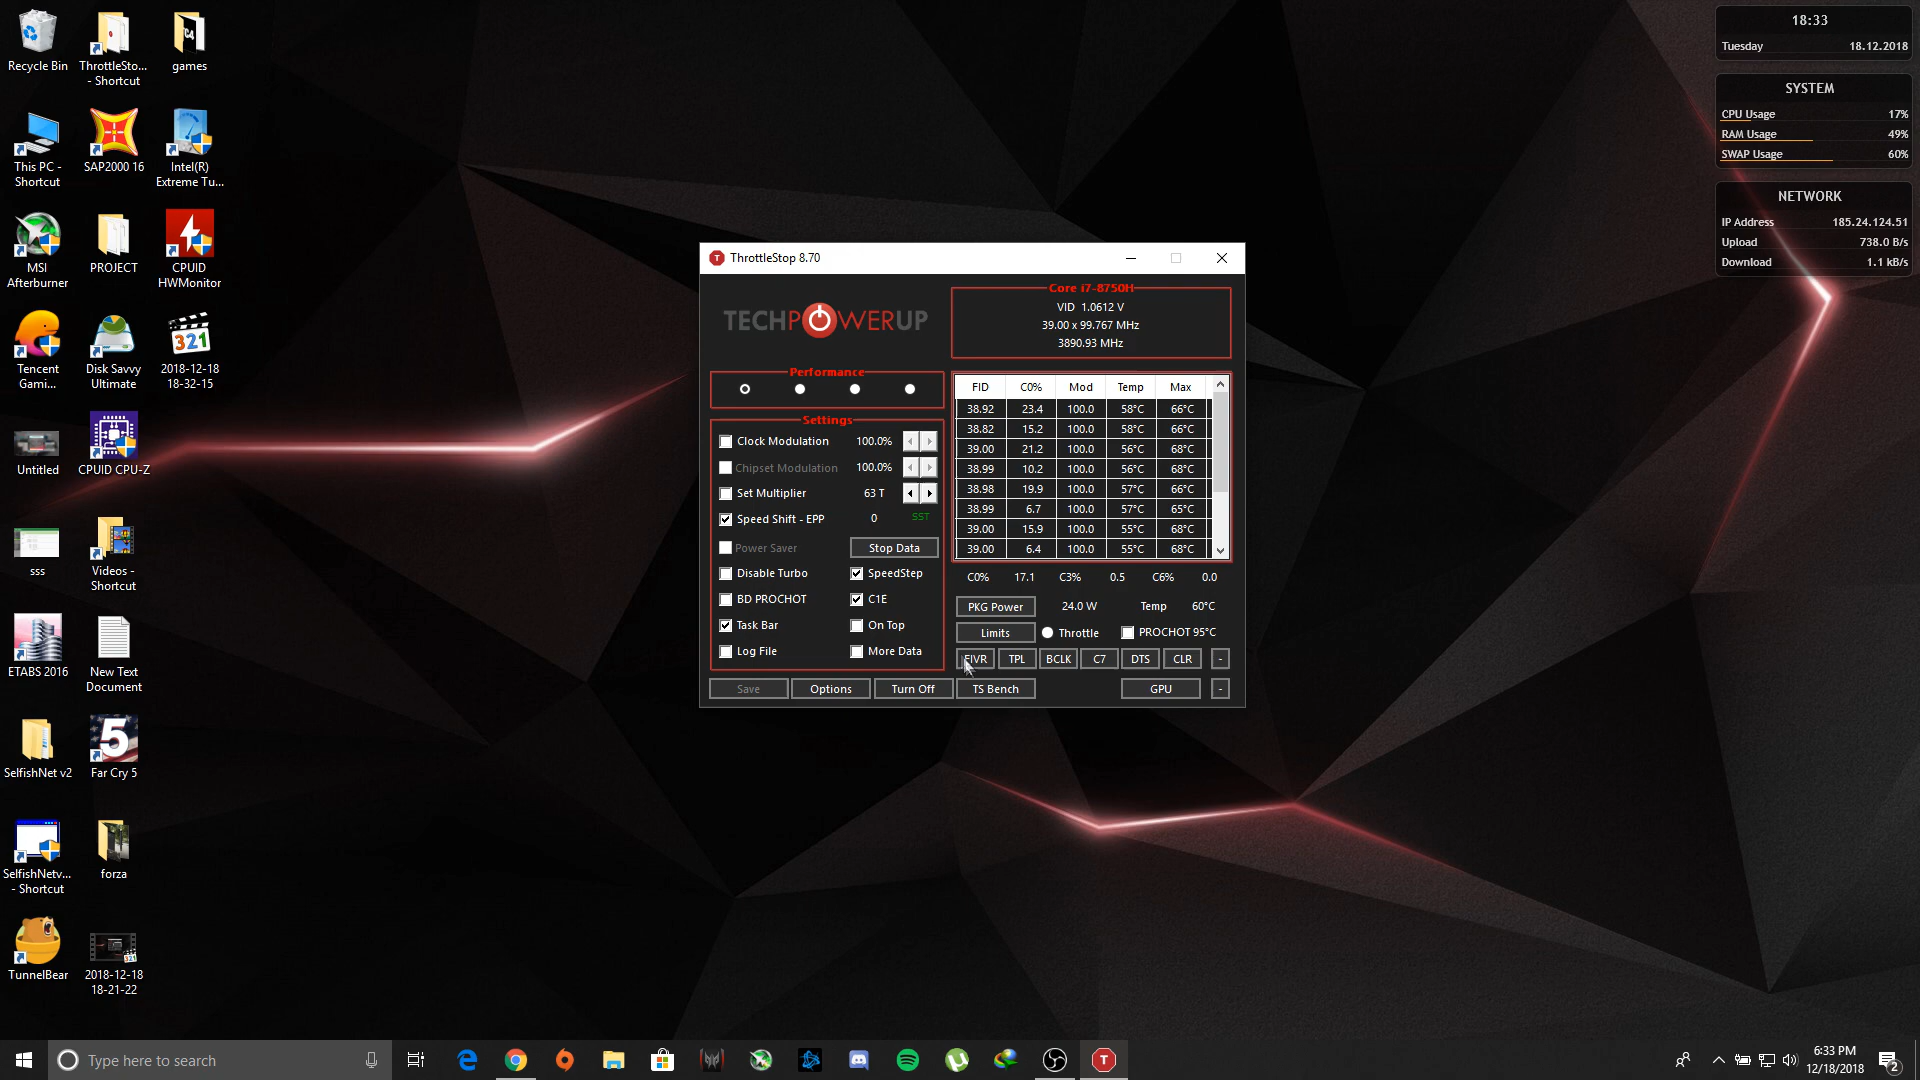 Recycle Bin
ThrottleSto...
- Shortcut
games
This PC -
Shortcut
SAP2000 16
Intel(R)
Extreme Tu...
MSI
Afterburner
PROJECT
CPUID
HWMonitor
Tencent
Gami...
Disk Savvy
Ultimate
321
2018-12-18
18-32-15
Untitled
CPUID CPU-Z
sss
Videos -
Shortcut
ETABS 2016
New Text
Document
SelfishNet v2
5
Far Cry 5
SelfishNetv...
- Shortcut
forza
TunnelBear
321
2018-12-18
18-21-22
18:33
Tuesday 18.12.2018
SYSTEM
CPU Usage 17%
RAM Usage 49%
SWAP Usage 60%
NETWORK
IP Address 185.24.124.51
Upload 738.0 B/s
Download 1.1 kB/s
T ThrottleStop 8.70
TECHPOWERUP
Core i7-8750H
VID 1.0612 V
39.00 x 99.767 MHz
3890.93 MHz
Performance
Settings
Clock Modulation 100.0%
Chipset Modulation 100.0%
Set Multiplier 63 T
Speed Shift - EPP 0 SST
Power Saver Stop Data
Disable Turbo SpeedStep
BD PROCHOT C1E
Task Bar On Top
Log File More Data
Save Options Turn Off TS Bench GPU -
FID C0% Mod Temp Max
38.92 23.4 100.0 58°C 66°C
38.82 15.2 100.0 58°C 66°C
39.00 21.2 100.0 56°C 68°C
38.99 10.2 100.0 56°C 68°C
38.98 19.9 100.0 57°C 66°C
38.99 6.7 100.0 57°C 65°C
39.00 15.9 100.0 55°C 68°C
39.00 6.4 100.0 55°C 68°C
C0% 17.1 C3% 0.5 C6% 0.0
PKG Power 24.0 W Temp 60°C
Limits Throttle PROCHOT 95°C
FIVR TPL BCLK C7 DTS CLR -
Type here to search
T
6:33 PM
12/18/2018
2